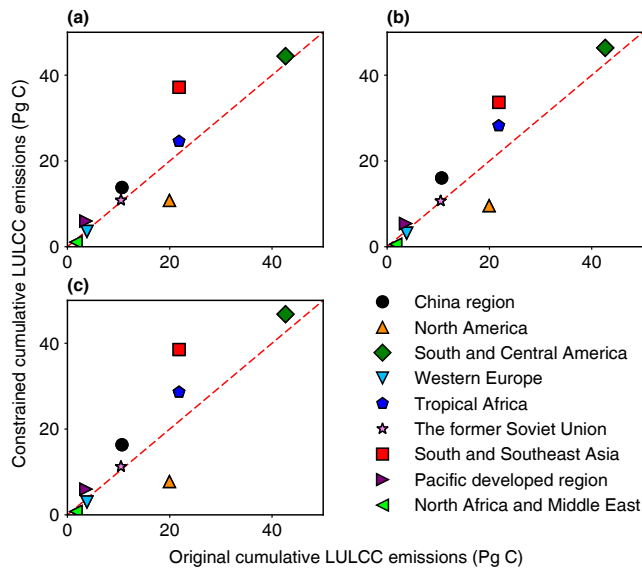 (a)
(b)
40
20
0
0
20
40
40
20
0
0
20
40
(c)
40
20
0
0
20
40
Constrained cumulative LULCC emissions (Pg C)
Original cumulative LULCC emissions (Pg C)
China region
North America
South and Central America
Western Europe
Tropical Africa
The former Soviet Union
South and Southeast Asia
Pacific developed region
North Africa and Middle East